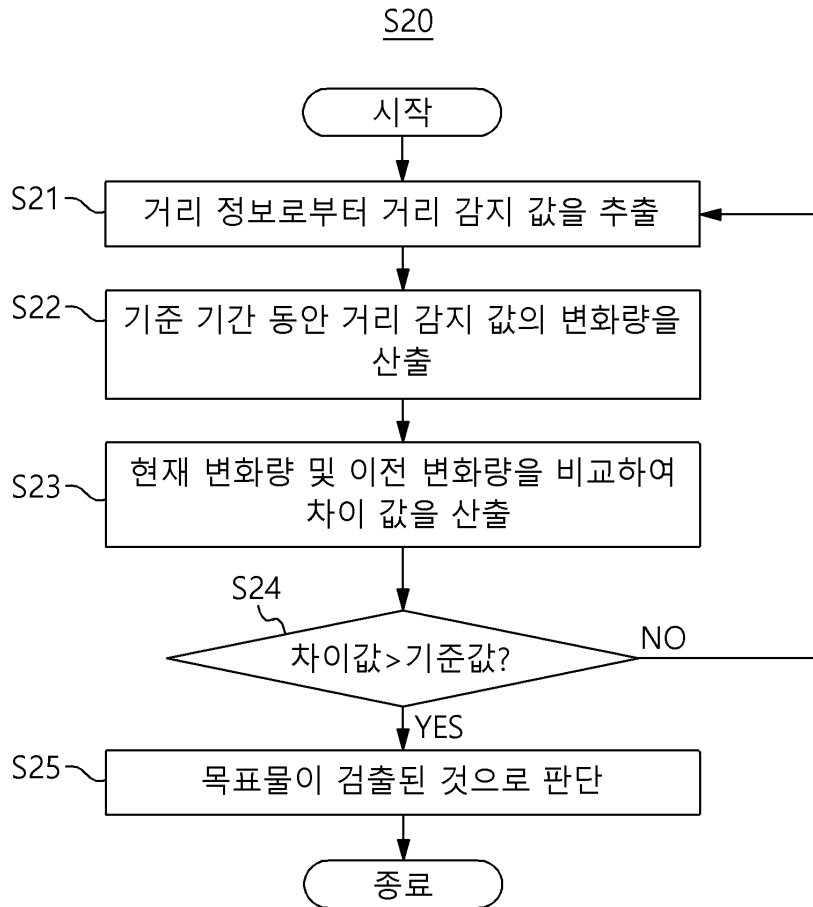 S20
시작
S21
거리 정보로부터 거리 감지 값을 추출
S22
기준 기간 동안 거리 감지 값의 변화량을
산출
S23
현재 변화량 및 이전 변화량을 비교하여
차이 값을 산출
S24
차이값>기준값?
NO
YES
S25
목표물이 검출된 것으로 판단
종료